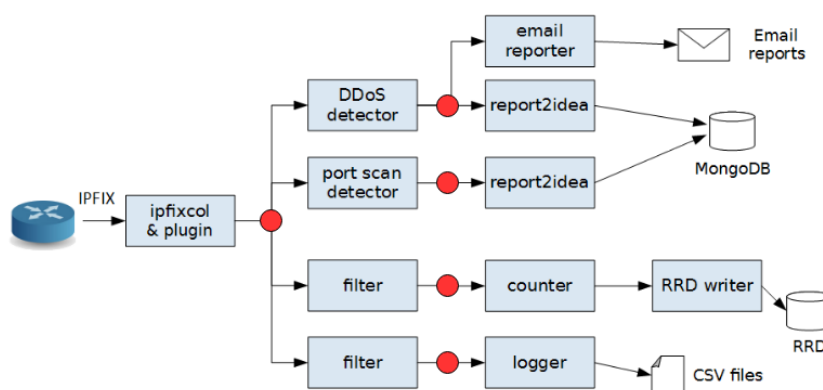 email
reporter
Email
reports
DDoS
detector
report2idea
MongoDB
port scan
detector
report2idea
IPFIX
ipfixcol
& plugin
filter
counter
RRD writer
RRD
filter
logger
CSV files